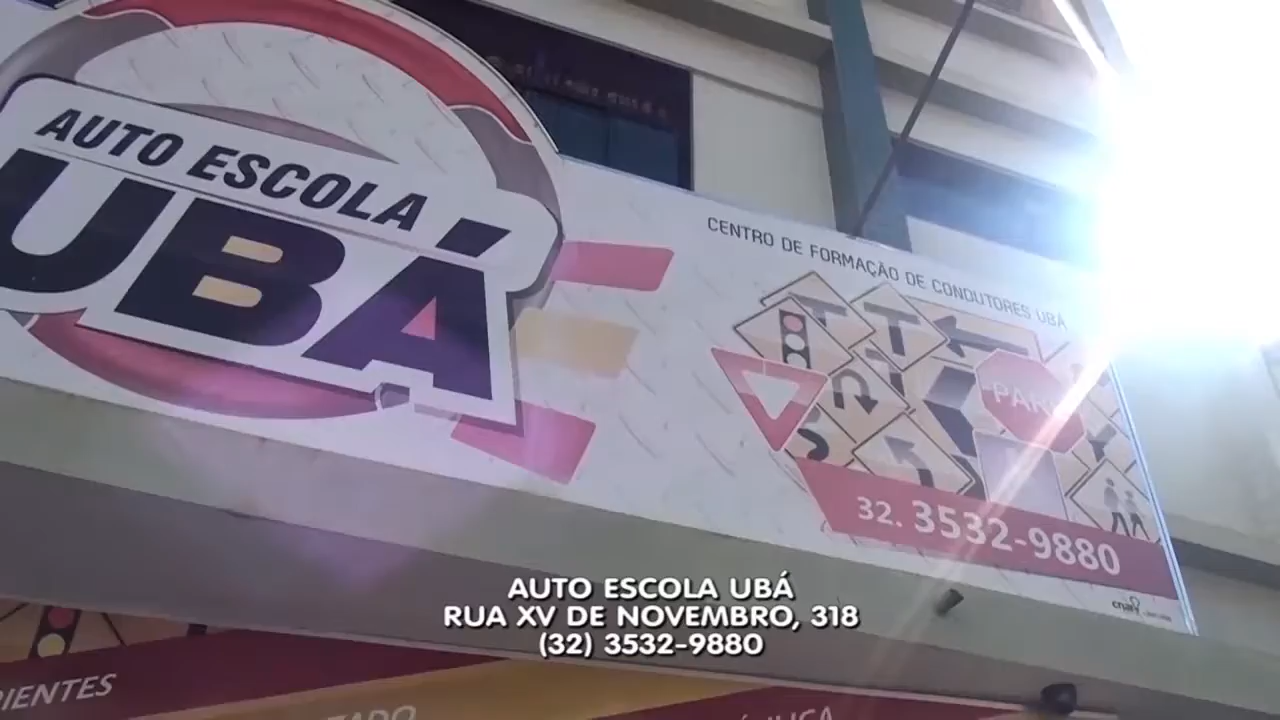 AUTO ESCOLA
UBÁ
CENTRO DE FORMAÇÃO DE CONDUTORES UBÁ
PARE
32. 3532-9880
AUTO ESCOLA UBÁ
RUA XV DE NOVEMBRO, 318
(32) 3532-9880